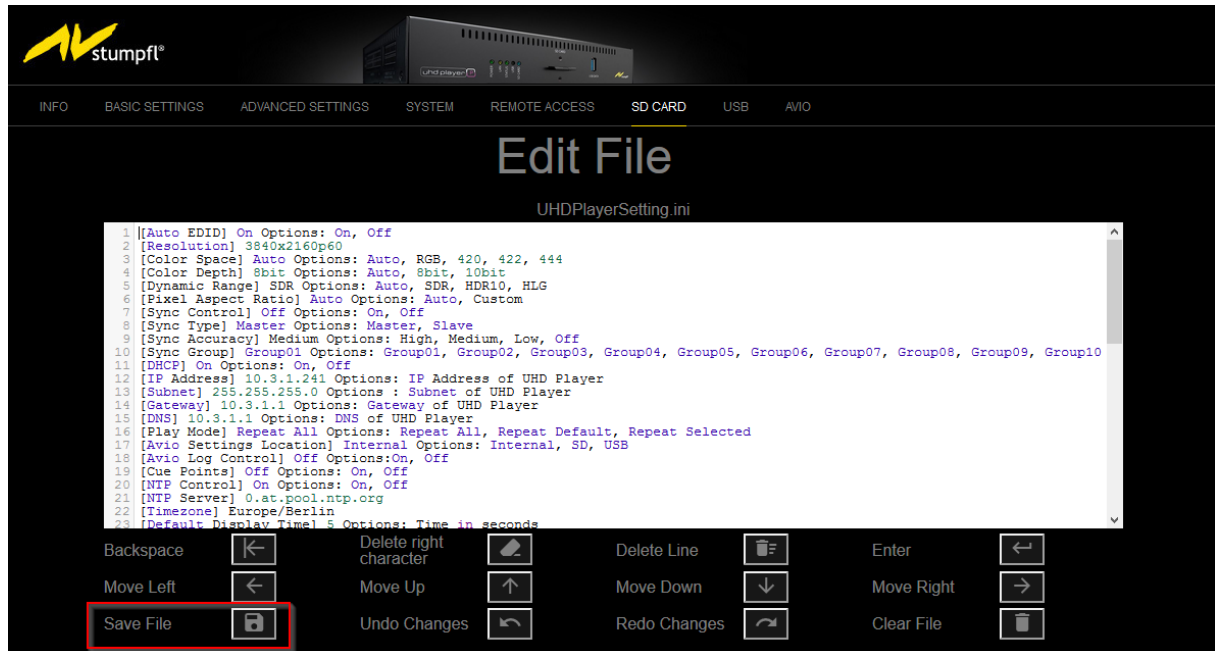 AV stumpfl®
uhd player
INFO BASIC SETTINGS ADVANCED SETTINGS SYSTEM REMOTE ACCESS SD CARD USB AVIO
Edit File
UHDPlayerSetting.ini
1 [Auto EDID] On Options: On, Off
2 [Resolution] 3840x2160p60
3 [Color Space] Auto Options: Auto, RGB, 420, 422, 444
4 [Color Depth] 8bit Options: Auto, 8bit, 10bit
5 [Dynamic Range] SDR Options: Auto, SDR, HDR10, HLG
6 [Pixel Aspect Ratio] Auto Options: Auto, Custom
7 [Sync Control] Off Options: On, Off
8 [Sync Type] Master Options: Master, Slave
9 [Sync Accuracy] Medium Options: High, Medium, Low, Off
10 [Sync Group] Group01 Options: Group01, Group02, Group03, Group04, Group05, Group06, Group07, Group08, Group09, Group10
11 [DHCP] On Options: On, Off
12 [IP Address] 10.3.1.241 Options: IP Address of UHD Player
13 [Subnet] 255.255.255.0 Options : Subnet of UHD Player
14 [Gateway] 10.3.1.1 Options: Gateway of UHD Player
15 [DNS] 10.3.1.1 Options: DNS of UHD Player
16 [Play Mode] Repeat All Options: Repeat All, Repeat Default, Repeat Selected
17 [Avio Settings Location] Internal Options: Internal, SD, USB
18 [Avio Log Control] Off Options:On, Off
19 [Cue Points] Off Options: On, Off
20 [NTP Control] On Options: On, Off
21 [NTP Server] 0.at.pool.ntp.org
22 [Timezone] Europe/Berlin
23 [Default Display Time] 5 Options: Time in seconds
Backspace Delete right character Delete Line Enter
Move Left Move Up Move Down Move Right
Save File Undo Changes Redo Changes Clear File